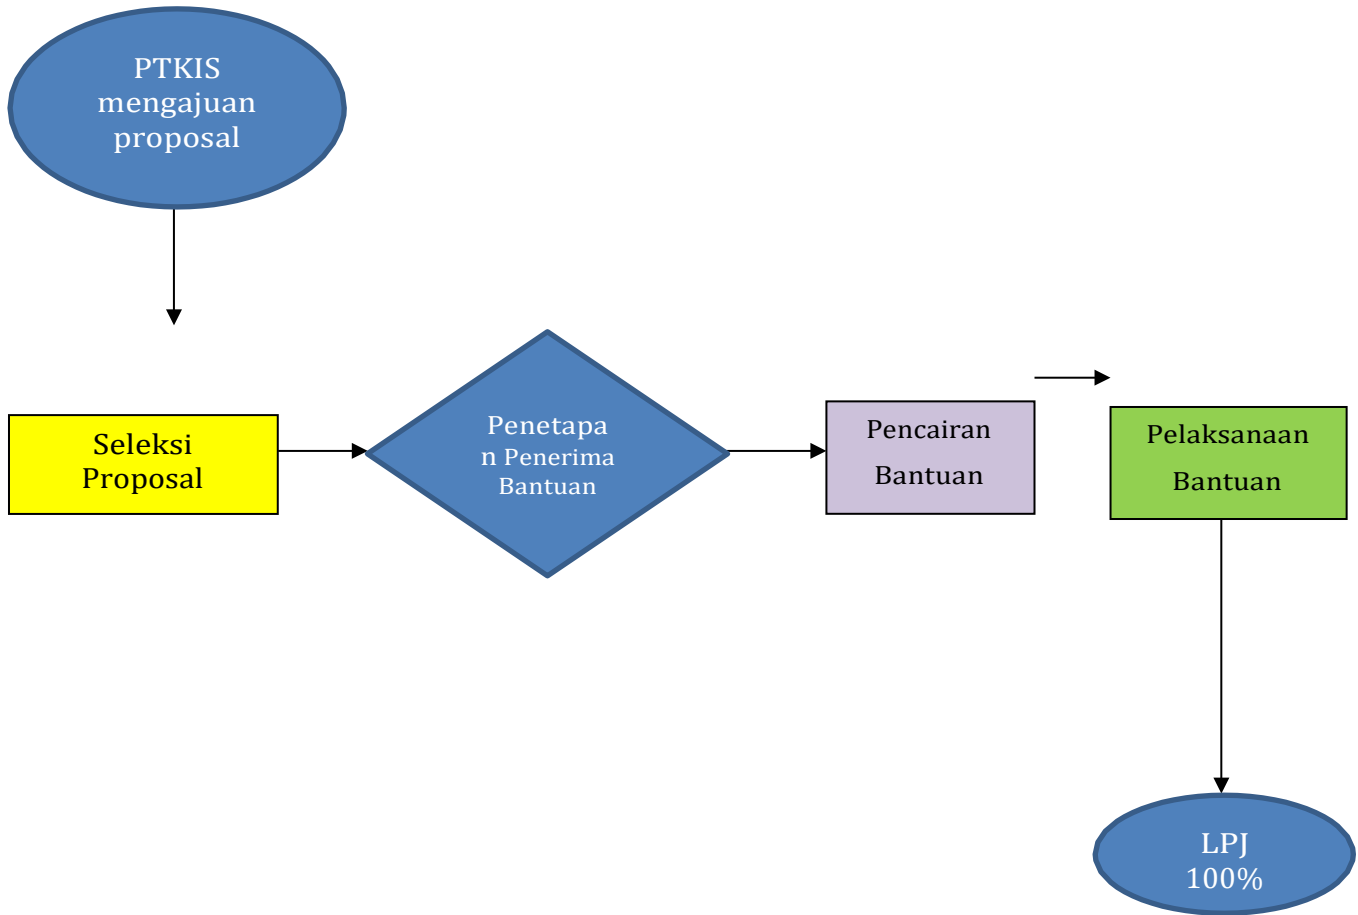 PTKIS
mengajuan
proposal
Seleksi
Proposal
Penetapa
n Penerima
Bantuan
Pencairan
Bantuan
Pelaksanaan
Bantuan
LPJ
100%